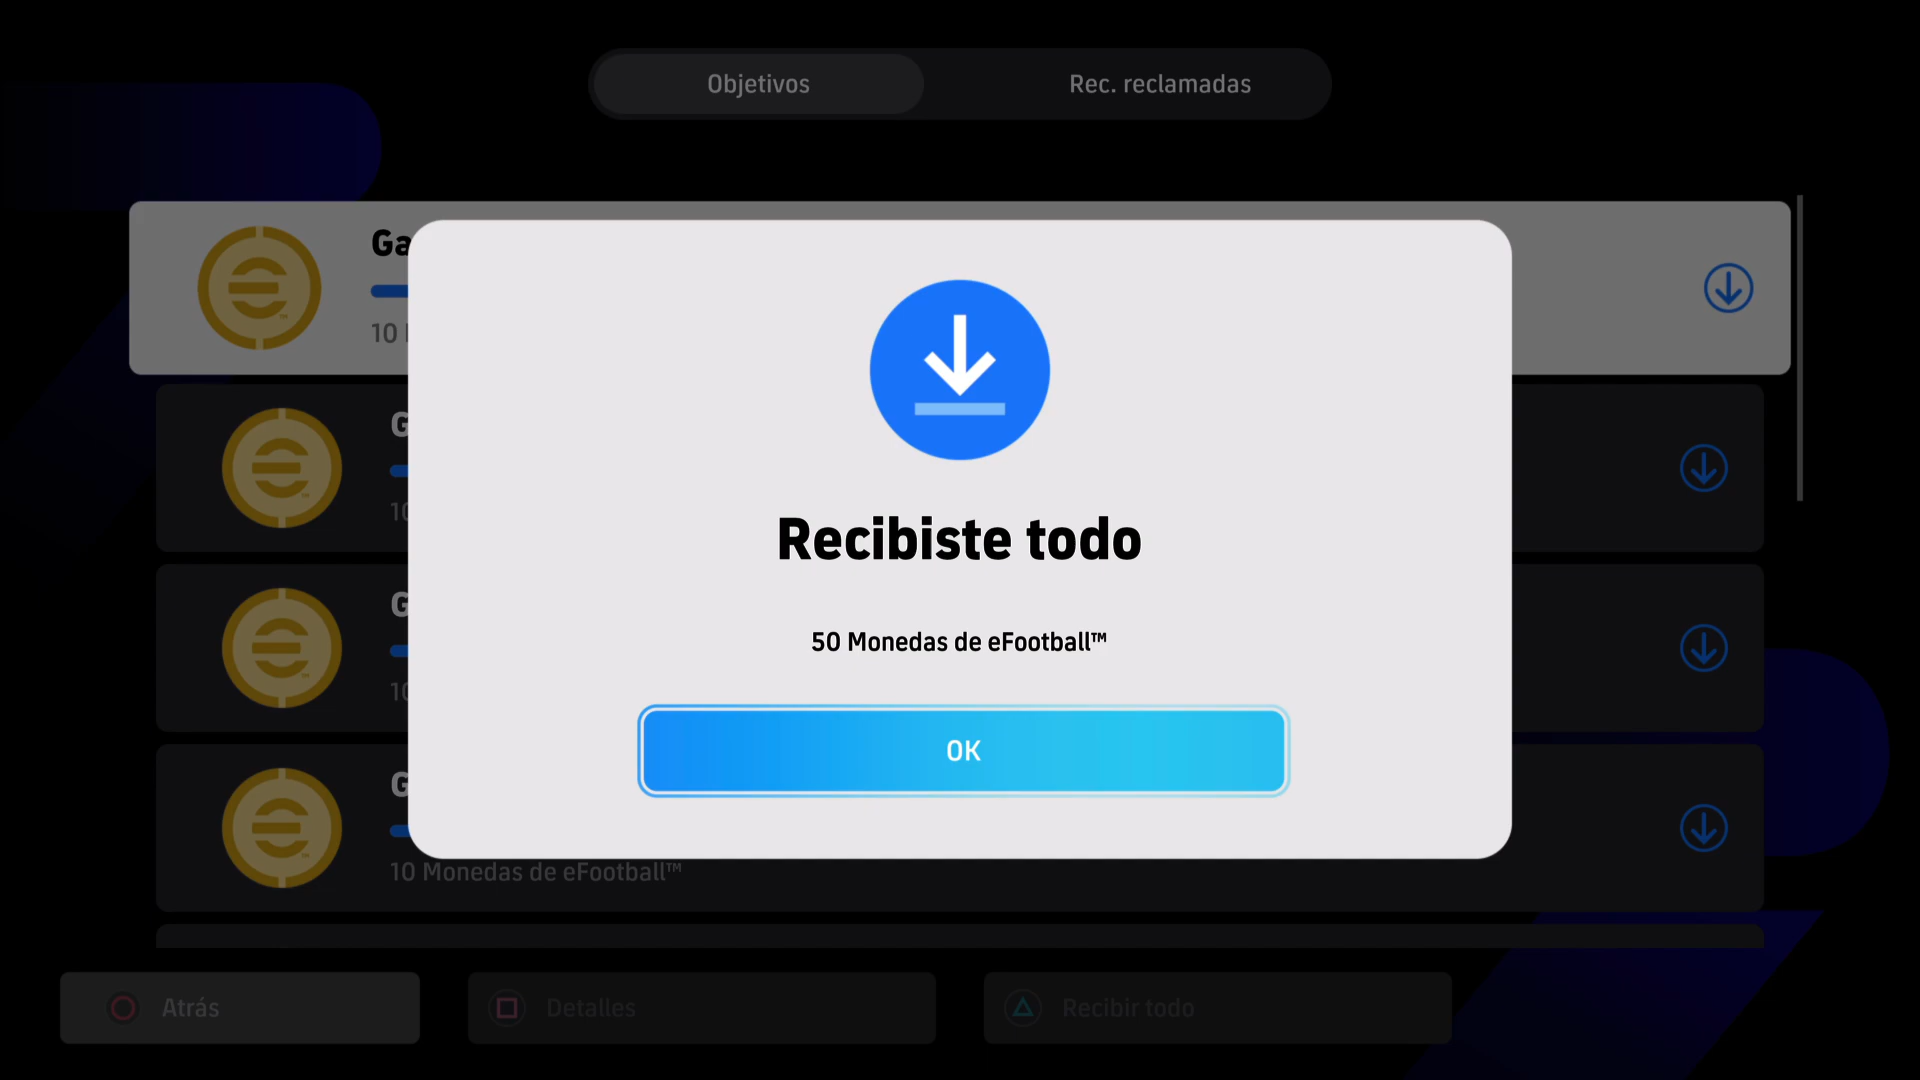 Objetivos
Rec. reclamadas
Recibiste todo
50 Monedas de eFootball™
OK
10 Monedas de eFootball™
Atrás
Detalles
Recibir todo